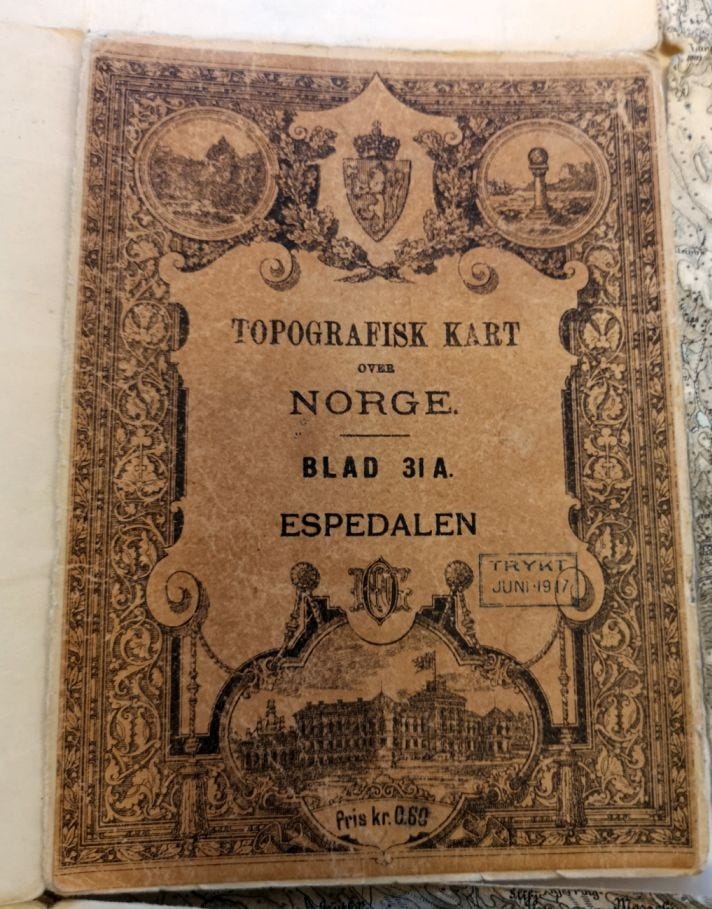 TOPOGRAFISK KART
OVER
NORGE.
BLAD 31 A.
ESPEDALEN
TRYKT
JUNI 1917
Pris kr. 0.60